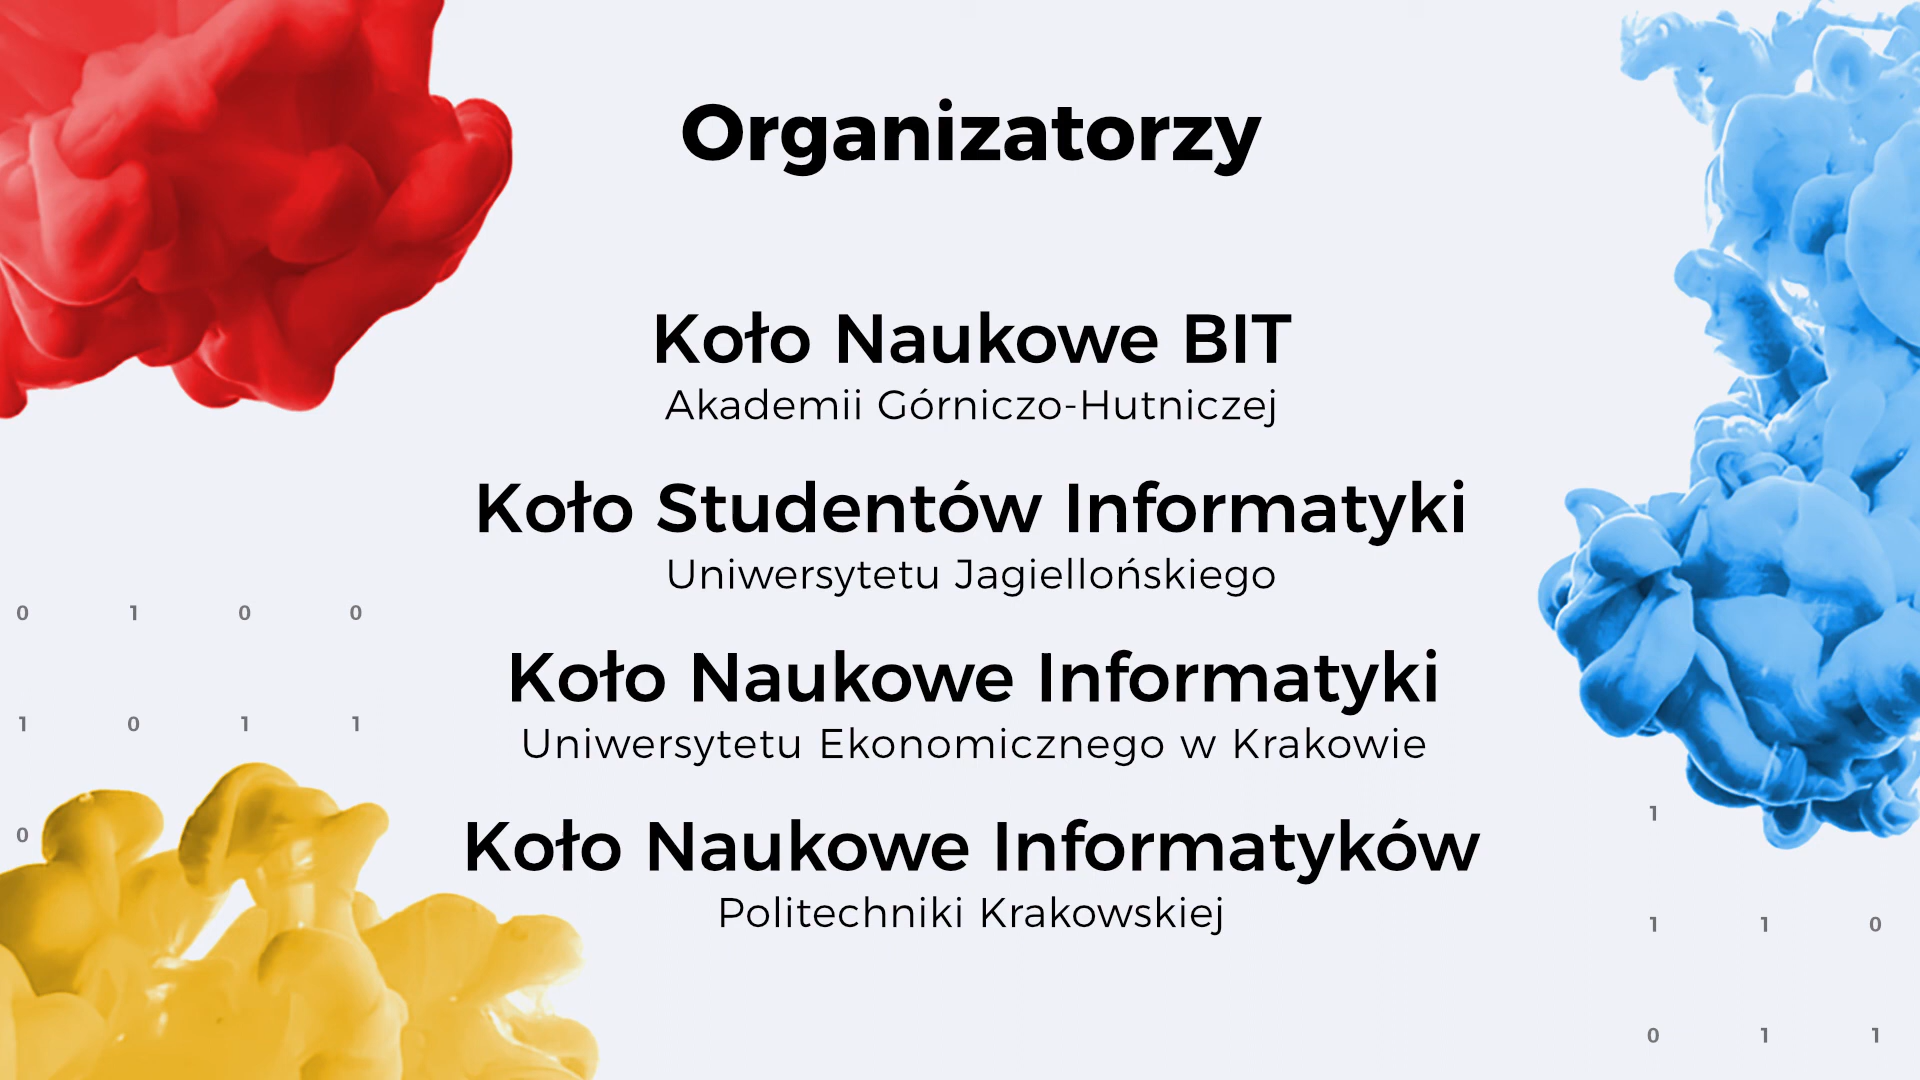 Organizatorzy
Koło Naukowe BIT
Akademii Górniczo-Hutniczej
Koło Studentów Informatyki
Uniwersytetu Jagiellońskiego
Koło Naukowe Informatyki
Uniwersytetu Ekonomicznego w Krakowie
Koło Naukowe Informatyków
Politechniki Krakowskiej
0 1 0 0
1 0 1 1
0
1
1 1 0
0 1 1